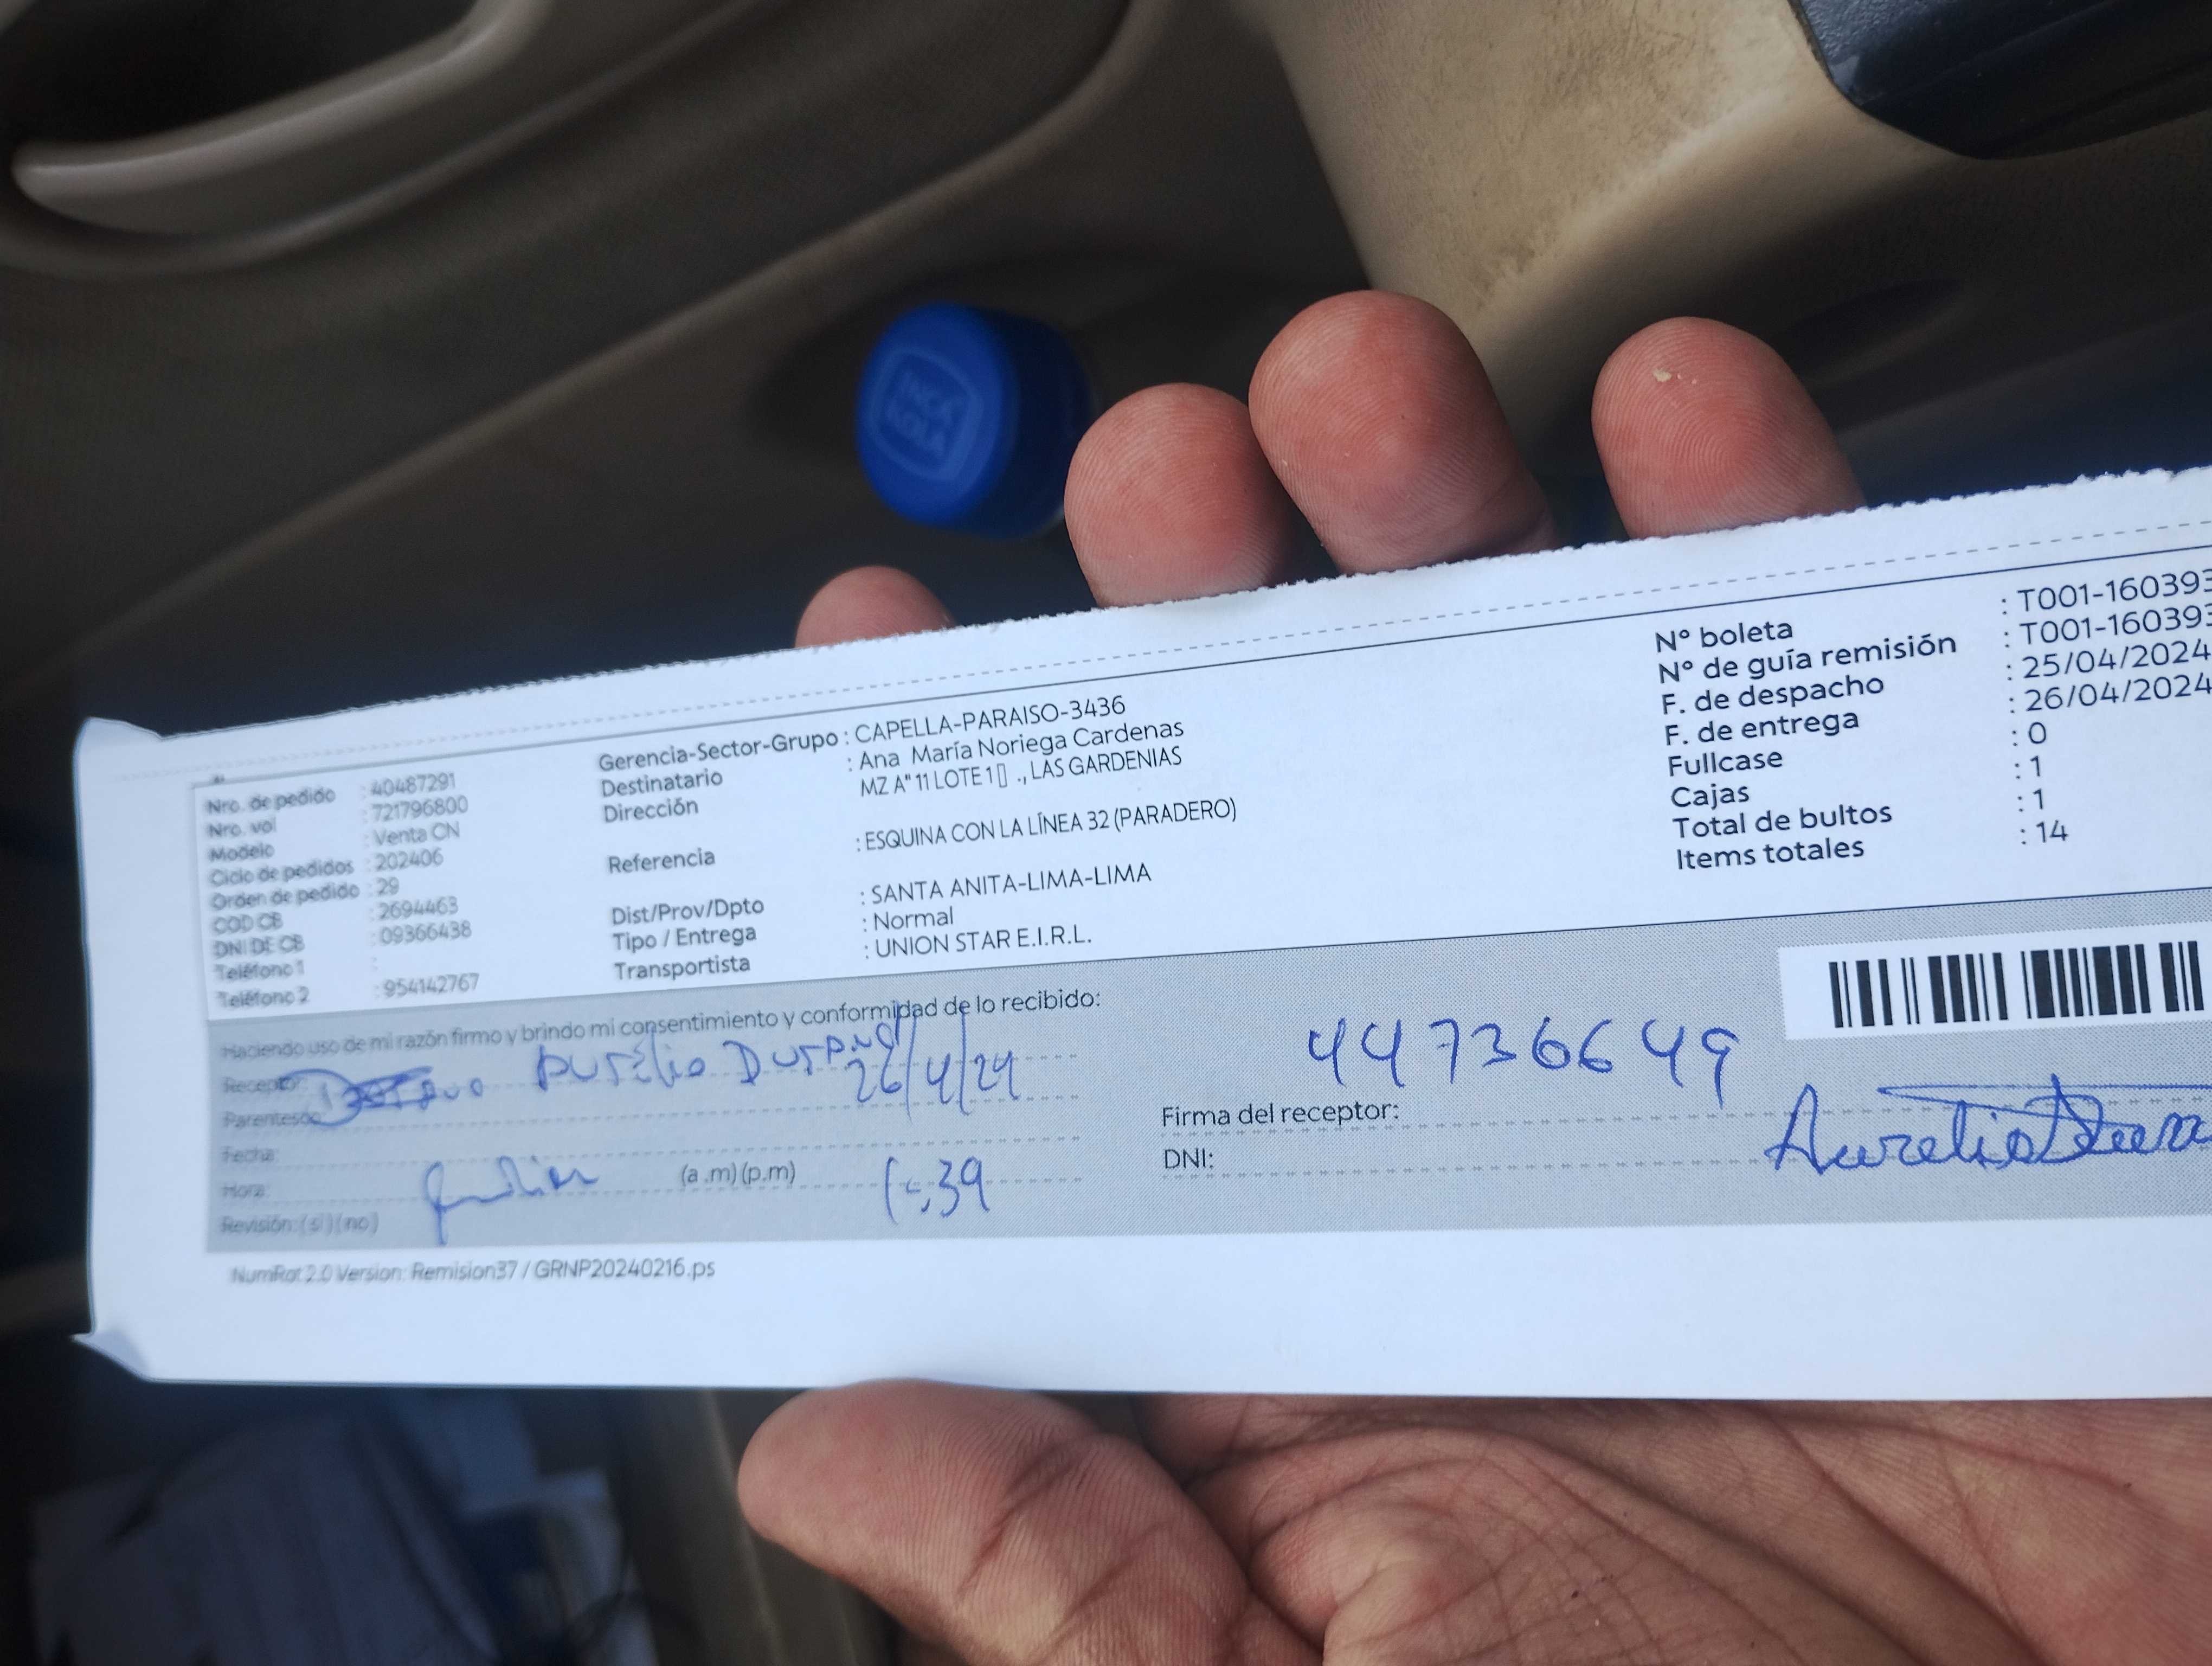 INCA
KOLA
Nro. de pedido : 40487291
Nro. vol : 721796800
Modelo : Venta CN
Ciclo de pedidos : 202406
Orden de pedido : 29
COD CB : 2694463
DNI DE CB : 09366438
Teléfono 1 :
Teléfono 2 : 954142767
Gerencia-Sector-Grupo : CAPELLA-PARAISO-3436
Destinatario : Ana María Noriega Cardenas
Dirección MZ A" 11 LOTE 1▯ ., LAS GARDENIAS
Referencia : ESQUINA CON LA LÍNEA 32 (PARADERO)
Dist/Prov/Dpto : SANTA ANITA-LIMA-LIMA
Tipo / Entrega : Normal
Transportista : UNION STAR E.I.R.L.
N° boleta : T001-160393
N° de guía remisión : T001-160393
F. de despacho : 25/04/2024
F. de entrega : 26/04/2024
Fullcase : 0
Cajas : 1
Total de bultos : 1
Items totales : 14
Haciendo uso de mi razón firmo y brindo mi consentimiento y conformidad de lo recibido:
Receptor: Aurelio
Parentesco: 26/4/24
Fecha:
Hora: (a .m) (p.m)
Revisión: ( si ) ( no )
44736649
Firma del receptor: Aurelio
DNI:
NumRot 2.0 Version: Remision37 / GRNP20240216.ps